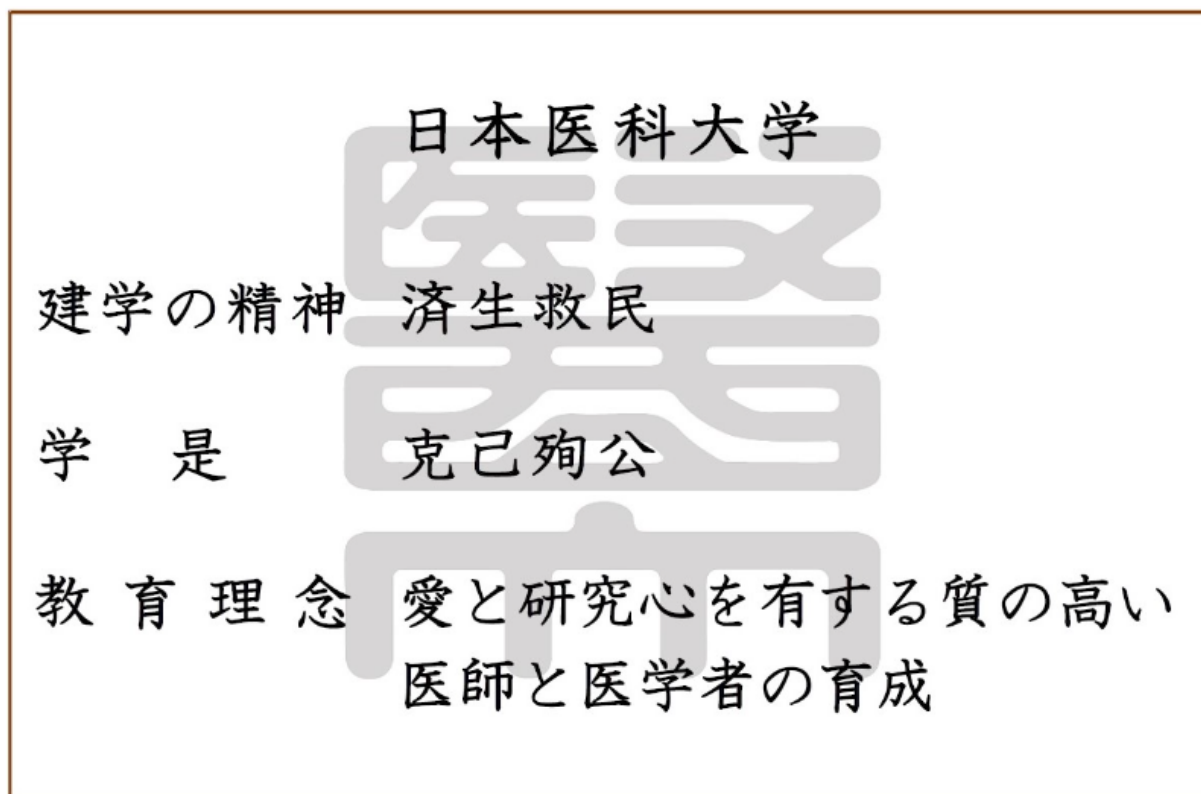 日本医科大学
建学の精神 済生救民
学是 克己殉公
教育理念 愛と研究心を有する質の高い
医師と医学者の育成